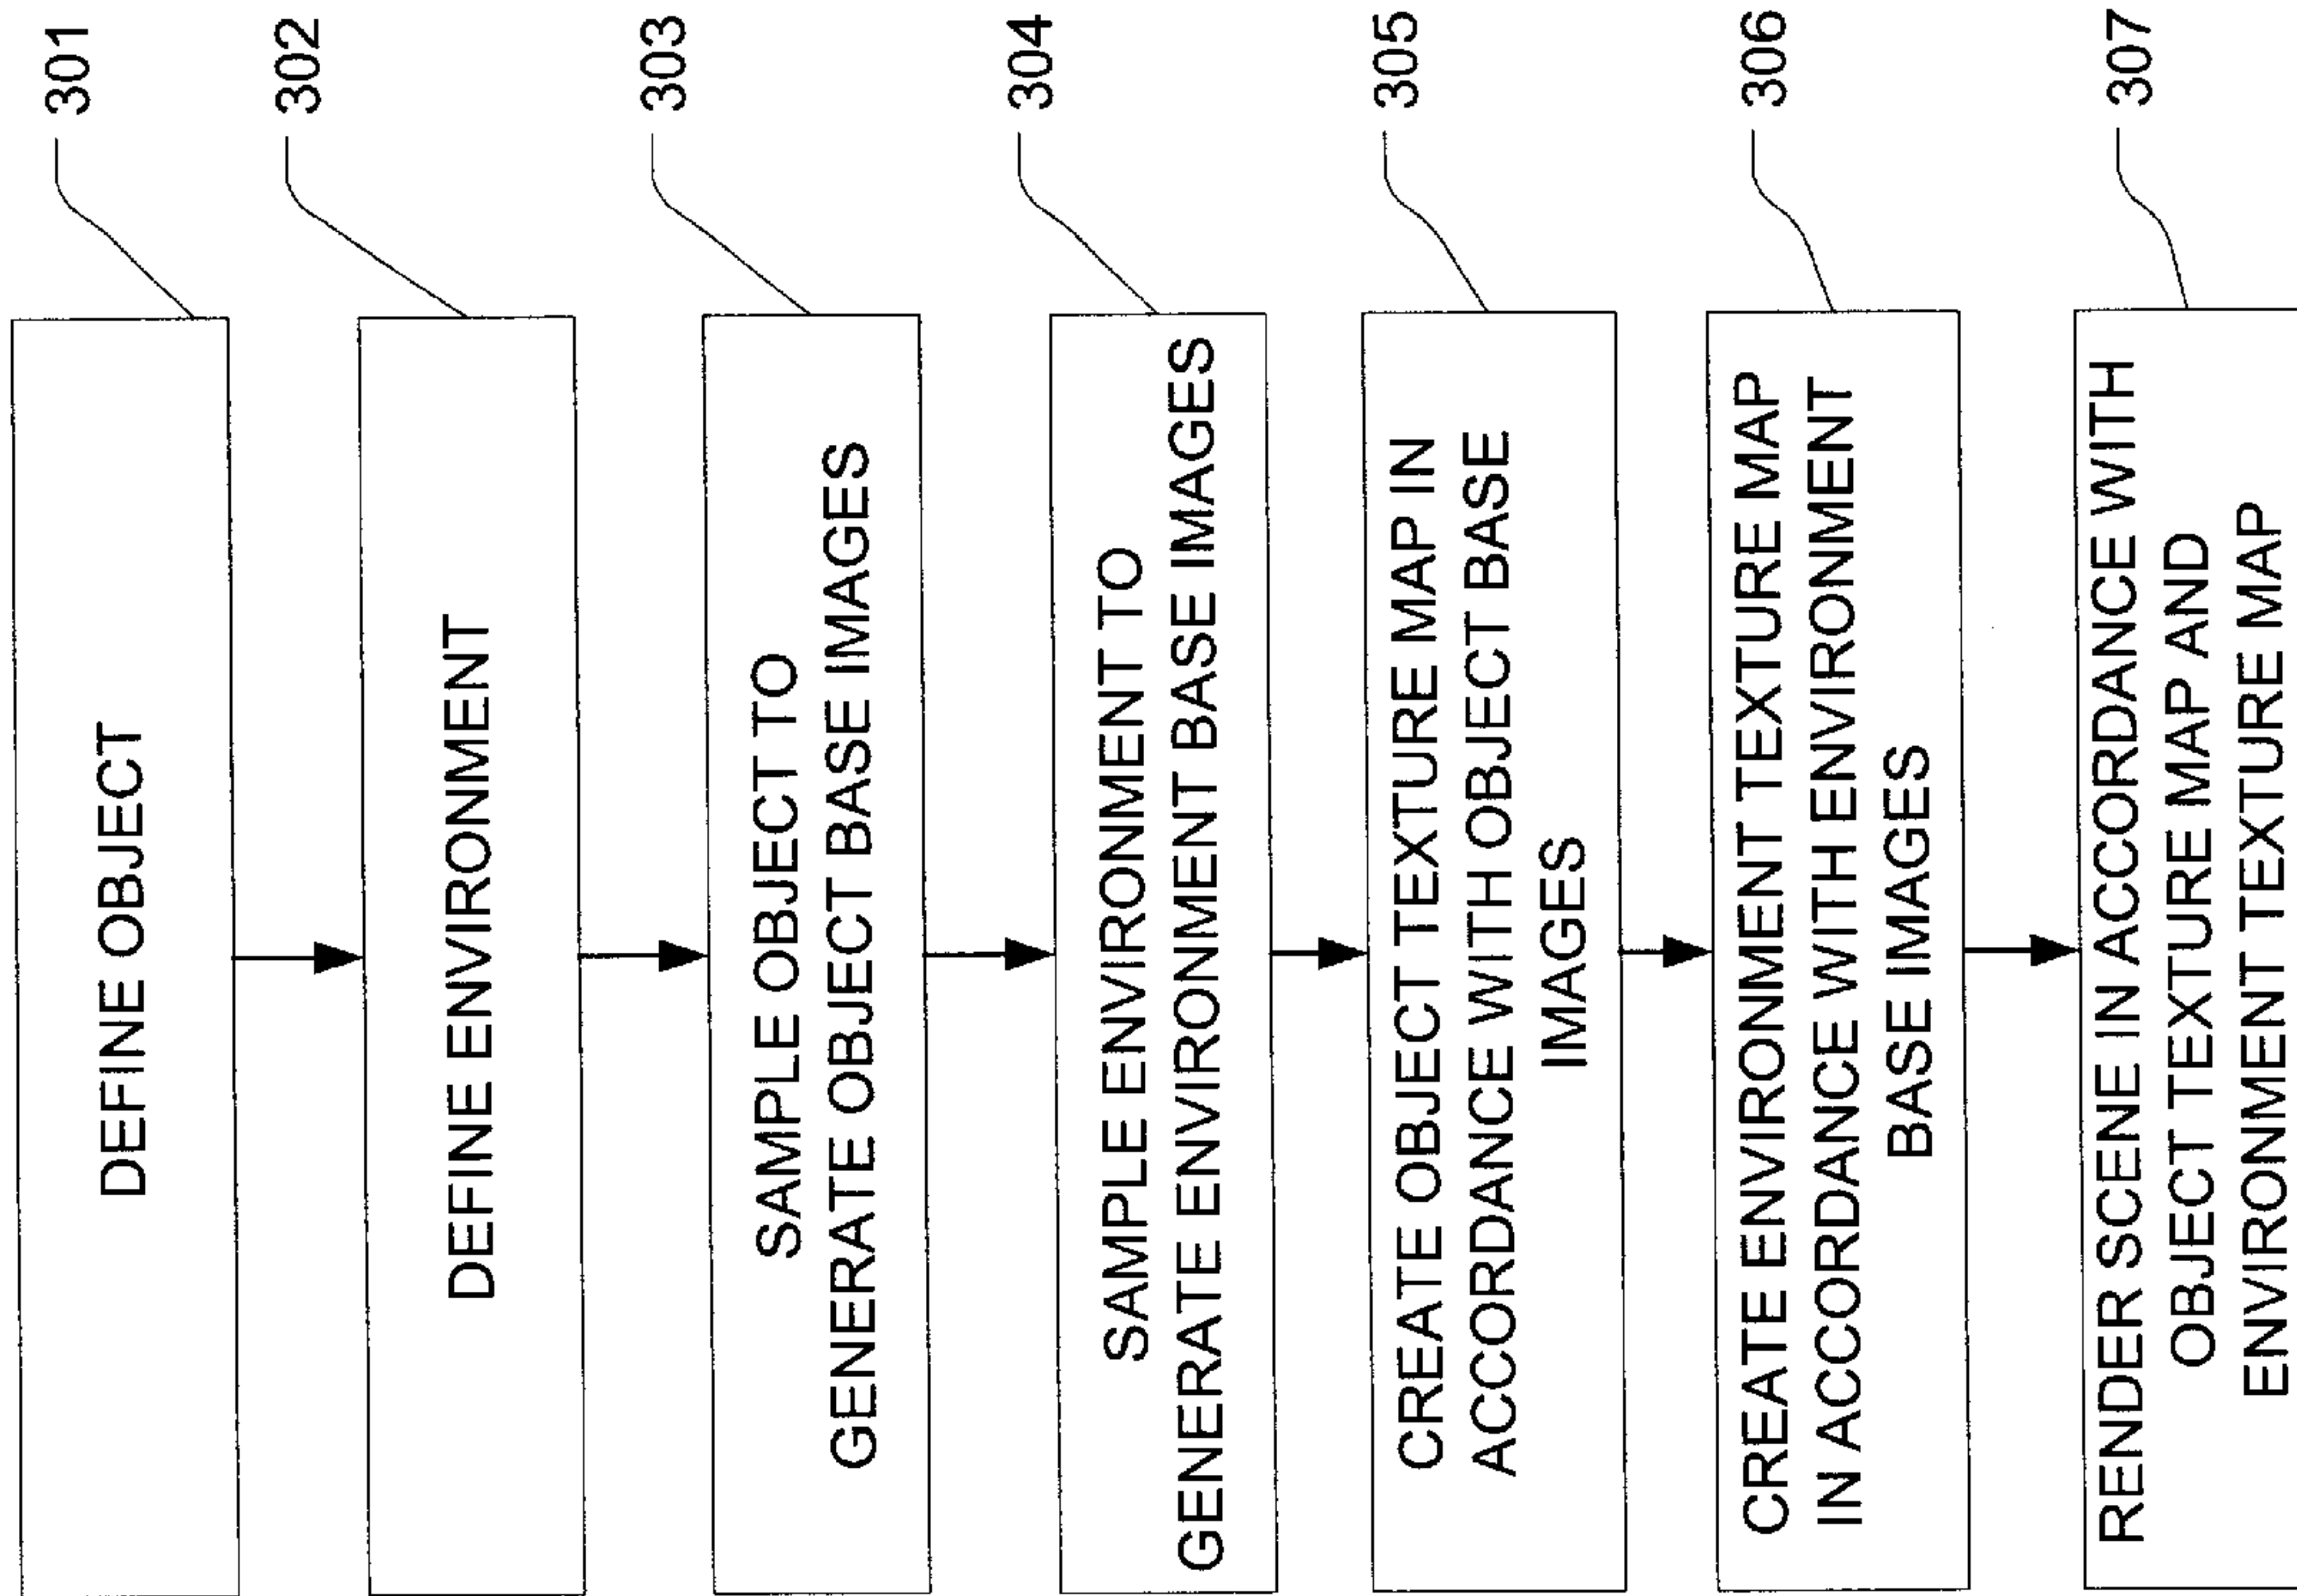 DEFINE OBJECT
301
DEFINE ENVIRONMENT
302
SAMPLE OBJECT TO
GENERATE OBJECT BASE IMAGES
303
SAMPLE ENVIRONMENT TO
GENERATE ENVIRONMENT BASE IMAGES
304
CREATE OBJECT TEXTURE MAP IN
ACCORDANCE WITH OBJECT BASE
IMAGES
305
CREATE ENVIRONMENT TEXTURE MAP
IN ACCORDANCE WITH ENVIRONMENT
BASE IMAGES
306
RENDER SCENE IN ACCORDANCE WITH
OBJECT TEXTURE MAP AND
ENVIRONMENT TEXTURE MAP
307